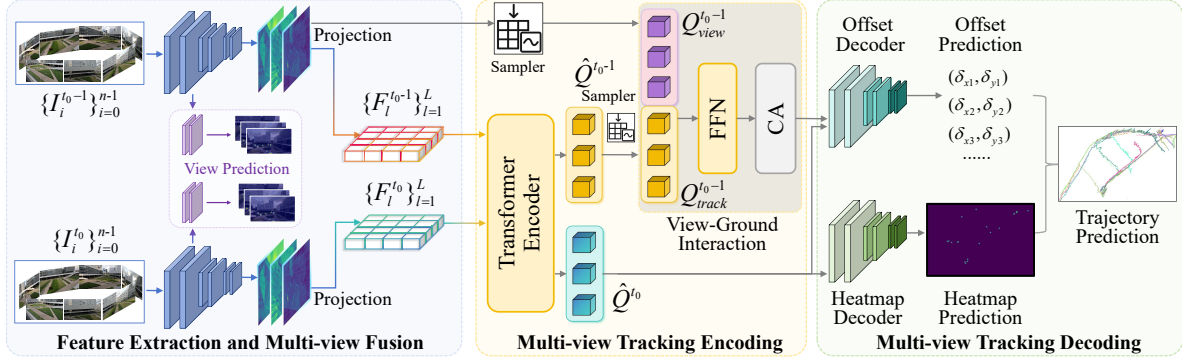 {I_i^{t_0-1}}_{i=0}^{n-1}
Projection
{F_l^{t_0-1}}_{l=1}^L
View Prediction
{F_l^{t_0}}_{l=1}^L
{I_i^{t_0}}_{i=0}^{n-1}
Projection
Feature Extraction and Multi-view Fusion
Sampler
Q̂^{t_0-1}
Sampler
Q_{view}^{t_0-1}
Transformer
Encoder
FFN
CA
Q_{track}^{t_0-1}
View-Ground
Interaction
Q̂^{t_0}
Multi-view Tracking Encoding
Offset
Decoder
Offset
Prediction
(δ_{x1}, δ_{y1})
(δ_{x2}, δ_{y2})
(δ_{x3}, δ_{y3})
......
Trajectory
Prediction
Heatmap
Decoder
Heatmap
Prediction
Multi-view Tracking Decoding